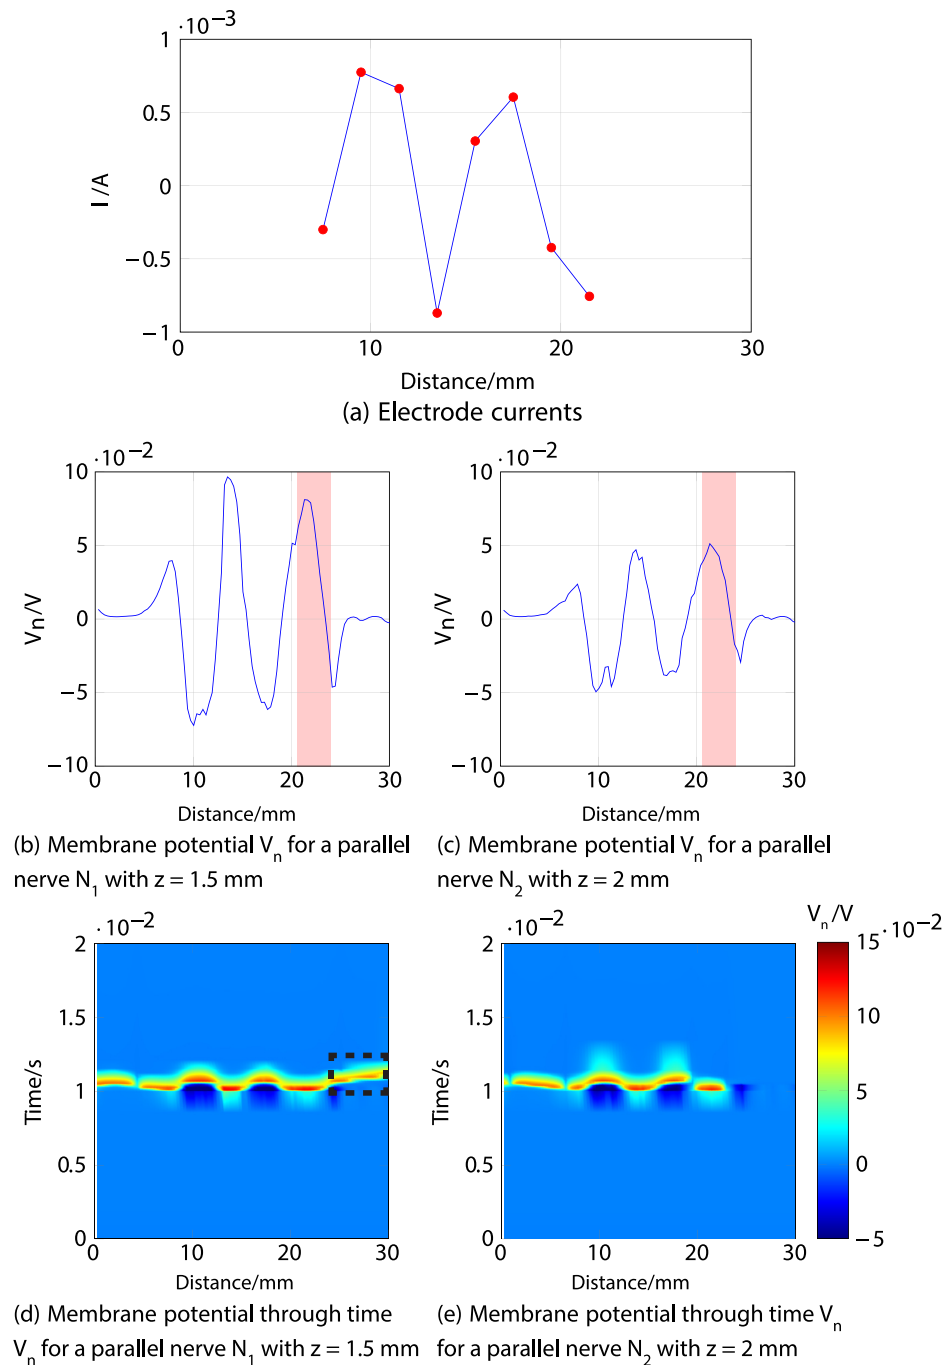 ·10−3
1
0.5
0
−0.5
−1
I /A
0 10 20 30
Distance/mm
(a) Electrode currents
·10−2
10
5
0
−5
−10
Vn/V
0 10 20 30
Distance/mm
·10−2
10
5
0
−5
−10
Vn/V
0 10 20 30
Distance/mm
(b) Membrane potential Vn for a parallel
nerve N1 with z = 1.5 mm
(c) Membrane potential Vn for a parallel
nerve N2 with z = 2 mm
·10−2
2
1.5
1
0.5
0
Time/s
0 10 20 30
Distance/mm
·10−2
2
1.5
1
0.5
0
Time/s
0 10 20 30
Distance/mm
Vn /V
15 ·10−2
10
5
0
−5
(d) Membrane potential through time
Vn for a parallel nerve N1 with z = 1.5 mm
(e) Membrane potential through time Vn
for a parallel nerve N2 with z = 2 mm